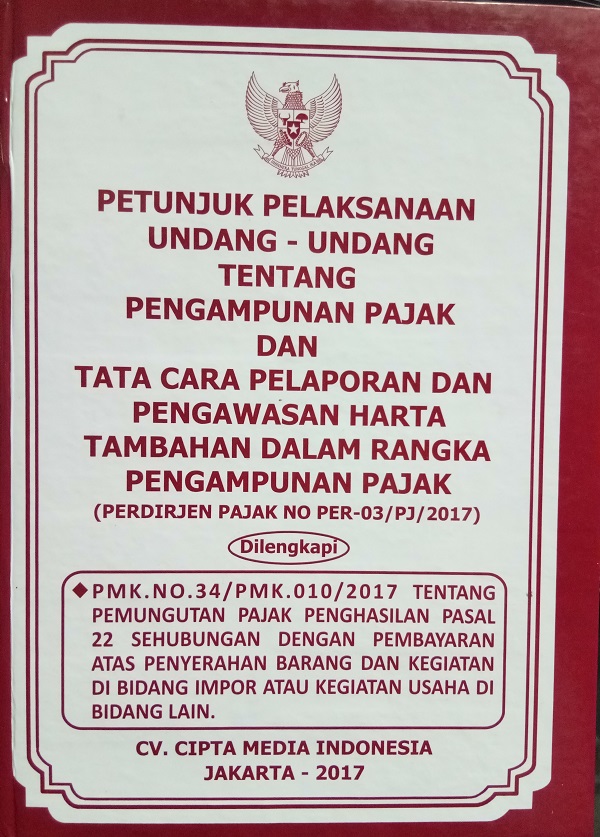 PETUNJUK PELAKSANAAN
UNDANG - UNDANG
TENTANG
PENGAMPUNAN PAJAK
DAN
TATA CARA PELAPORAN DAN
PENGAWASAN HARTA
TAMBAHAN DALAM RANGKA
PENGAMPUNAN PAJAK
(PERDIRJEN PAJAK NO PER-03/PJ/2017)
Dilengkapi
◆PMK.NO.34/PMK.010/2017 TENTANG
PEMUNGUTAN PAJAK PENGHASILAN PASAL
22 SEHUBUNGAN DENGAN PEMBAYARAN
ATAS PENYERAHAN BARANG DAN KEGIATAN
DI BIDANG IMPOR ATAU KEGIATAN USAHA DI
BIDANG LAIN.
CV. CIPTA MEDIA INDONESIA
JAKARTA - 2017